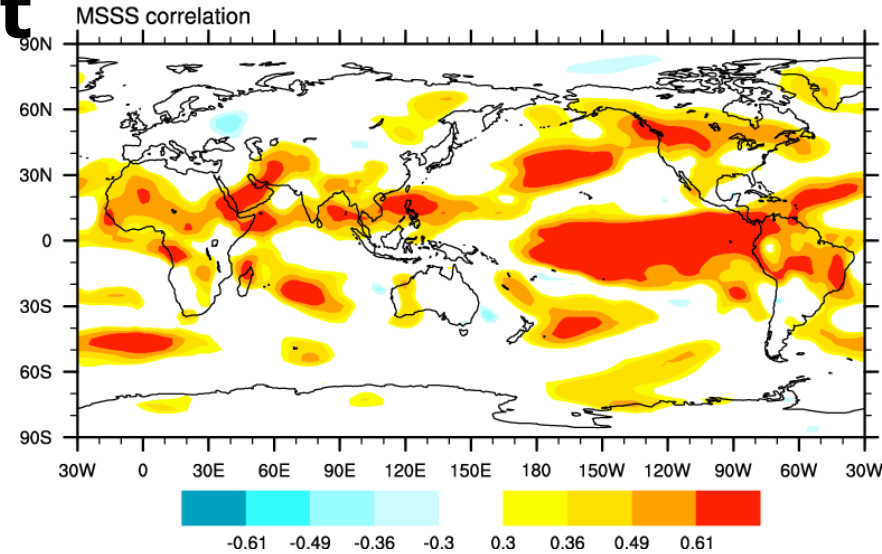 t
MSSS correlation
90N
60N
30N
0
30S
60S
90S
30W 0 30E 60E 90E 120E 150E 180 150W 120W 90W 60W 30W
-0.61 -0.49 -0.36 -0.3 0.3 0.36 0.49 0.61